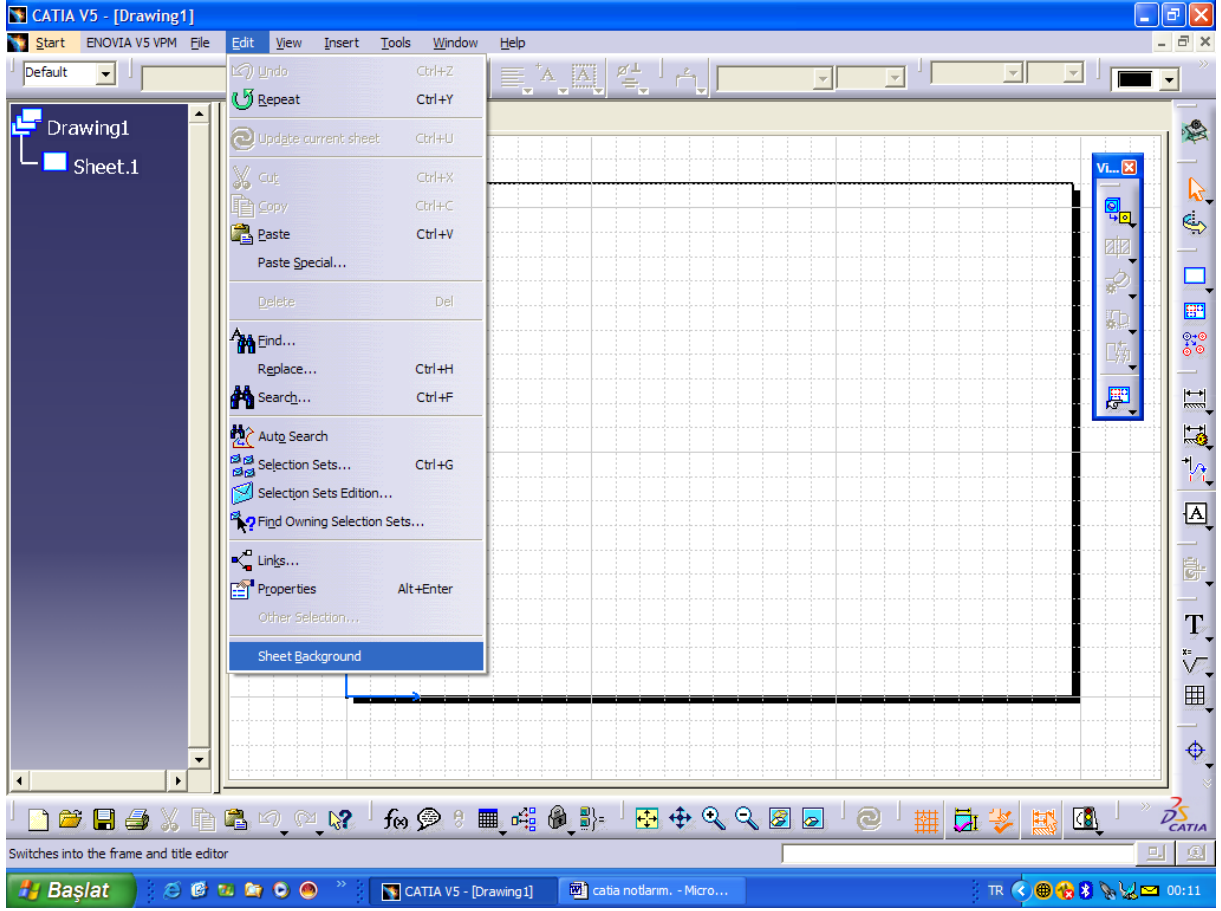 CATIA V5 - [Drawing1]
Start ENOVIA V5 VPM File Edit View Insert Tools Window Help
Default
Undo Ctrl+Z
Repeat Ctrl+Y
Update current sheet Ctrl+U
Cut Ctrl+X
Copy Ctrl+C
Paste Ctrl+V
Paste Special...
Delete Del
Find...
Replace... Ctrl+H
Search... Ctrl+F
Auto Search
Selection Sets... Ctrl+G
Selection Sets Edition...
Find Owning Selection Sets...
Links...
Properties Alt+Enter
Other Selection...
Sheet Background
Drawing1
Sheet.1
Vi...
f(x)
CATIA
Switches into the frame and title editor
Başlat
CATIA V5 - [Drawing1]
catia notlarım. - Micro...
TR
00:11